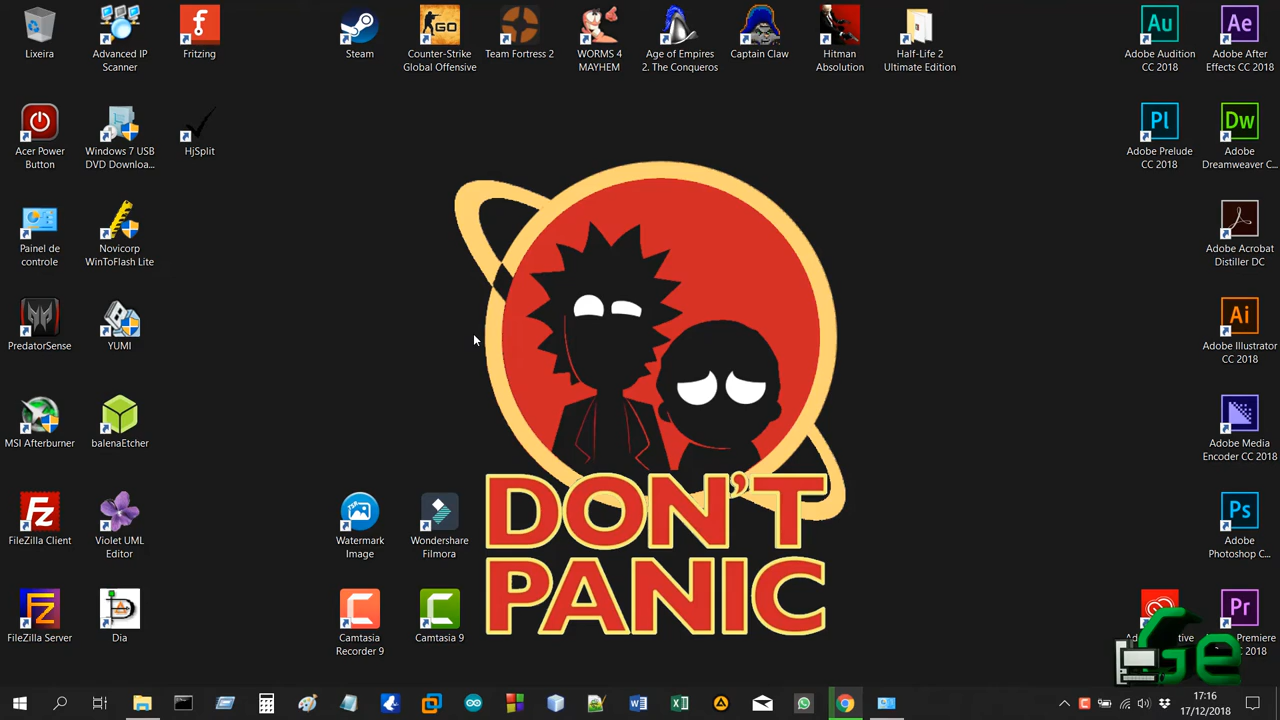 Lixeira
Advanced IP
Scanner
Fritzing
Steam
Counter-Strike
Global Offensive
Team Fortress 2
WORMS 4
MAYHEM
Age of Empires
2. The Conqueros
Captain Claw
Hitman
Absolution
Half-Life 2
Ultimate Edition
Adobe Audition
CC 2018
Adobe After
Effects CC 2018
Acer Power
Button
Windows 7 USB
DVD Downloa...
HjSplit
Adobe Prelude
CC 2018
Adobe
Dreamweaver C...
Painel de
controle
Novicorp
WinToFlash Lite
Adobe Acrobat
Distiller DC
PredatorSense
YUMI
Adobe Illustrator
CC 2018
MSI Afterburner
balenaEtcher
Adobe Media
Encoder CC 2018
FileZilla Client
Violet UML
Editor
Watermark
Image
Wondershare
Filmora
DON'T
PANIC
Adobe
Photoshop C...
FileZilla Server
Dia
Camtasia
Recorder 9
Camtasia 9
Ge
17:16
17/12/2018